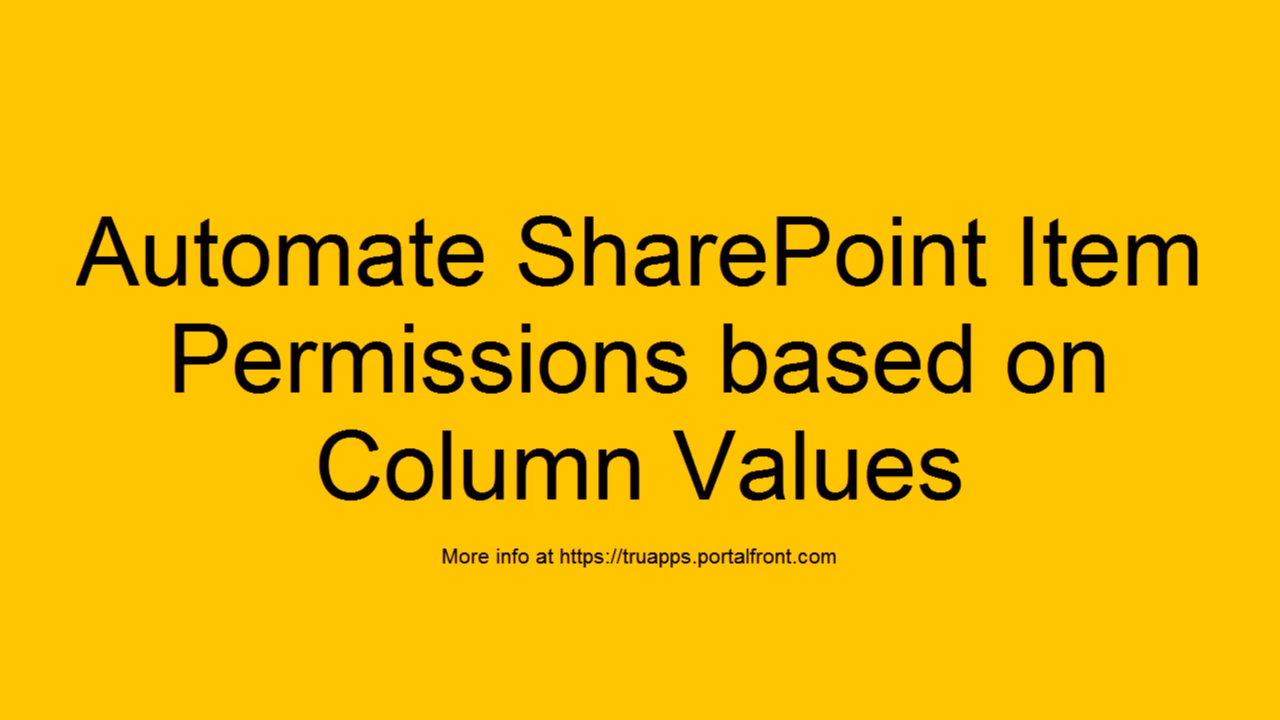 Automate SharePoint Item
Permissions based on
Column Values
More info at https://truapps.portalfront.com